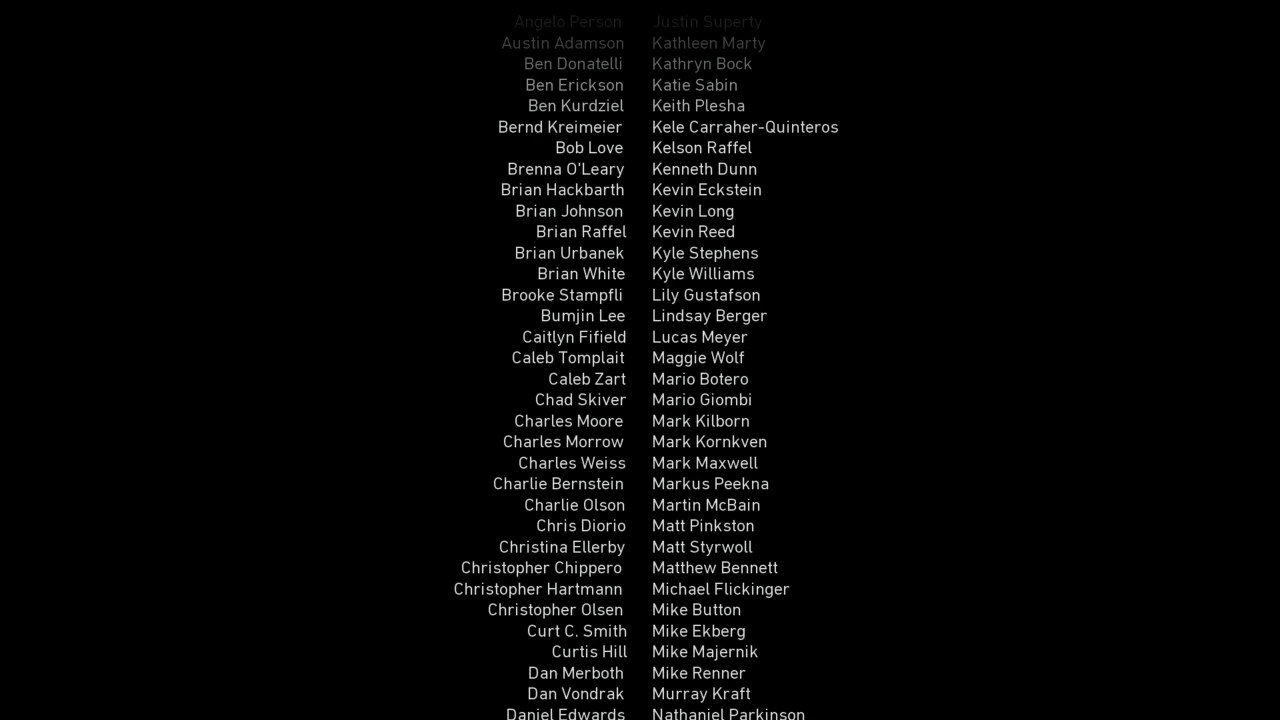 Angelo Person Justin Superty
Austin Adamson Kathleen Marty
Ben Donatelli Kathryn Bock
Ben Erickson Katie Sabin
Ben Kurdziel Keith Plesha
Bernd Kreimeier Kele Carraher-Quinteros
Bob Love Kelson Raffel
Brenna O'Leary Kenneth Dunn
Brian Hackbarth Kevin Eckstein
Brian Johnson Kevin Long
Brian Raffel Kevin Reed
Brian Urbanek Kyle Stephens
Brian White Kyle Williams
Brooke Stampfli Lily Gustafson
Bumjin Lee Lindsay Berger
Caitlyn Fifield Lucas Meyer
Caleb Tomplait Maggie Wolf
Caleb Zart Mario Botero
Chad Skiver Mario Giombi
Charles Moore Mark Kilborn
Charles Morrow Mark Kornkven
Charles Weiss Mark Maxwell
Charlie Bernstein Markus Peekna
Charlie Olson Martin McBain
Chris Diorio Matt Pinkston
Christina Ellerby Matt Styrwoll
Christopher Chippero Matthew Bennett
Christopher Hartmann Michael Flickinger
Christopher Olsen Mike Button
Curt C. Smith Mike Ekberg
Curtis Hill Mike Majernik
Dan Merboth Mike Renner
Dan Vondrak Murray Kraft
Daniel Edwards Nathaniel Parkinson